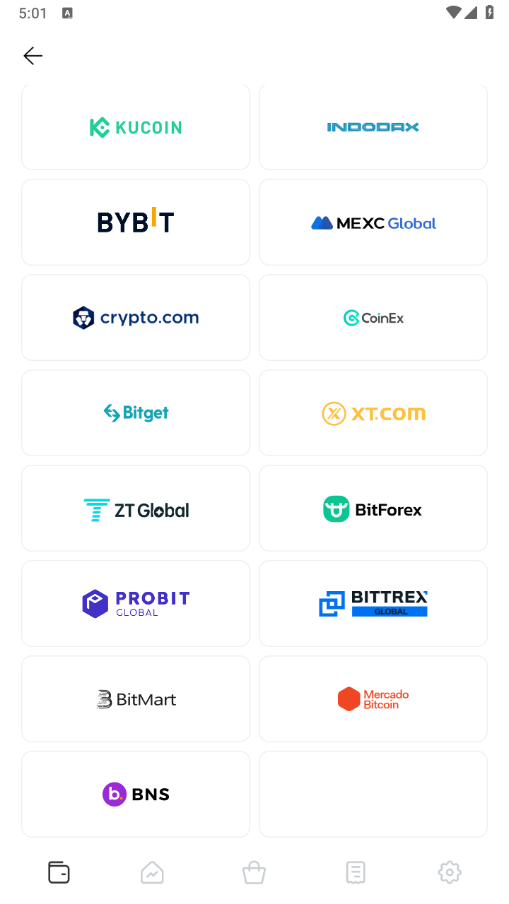 5:01
A
KUCOIN
INDODAX
BYBIT
MEXC Global
crypto.com
CoinEx
Bitget
XT.COM
ZT Global
BitForex
PROBIT
GLOBAL
BITTREX
GLOBAL
BitMart
Mercado
Bitcoin
b.
BNS